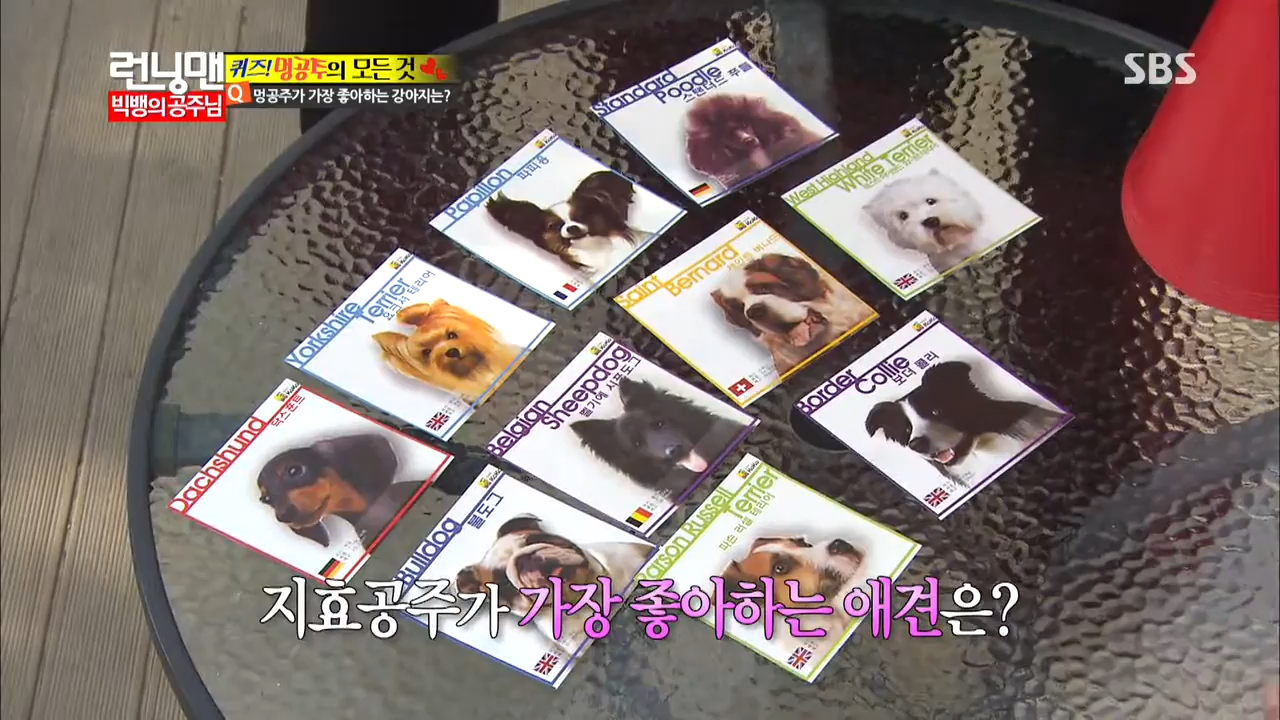 런닝맨
빅뱅의 공주님
퀴즈! 멍공주의 모든 것
Q 멍공주가 가장 좋아하는 강아지는?
SBS
Standard
Poodle
스탠더드 푸들
Papillon
파피용
West Highland
White Terrier
Saint
Bernard
세인트 버나드
Yorkshire
Terrier
요크셔 테리어
Border
Collie
보더 콜리
Belgian
Sheepdog
벨기에 시프도그
Dachshund
닥스훈트
Bulldog
불도그
Russell
Terrier
파슨 러셀 테리어
지효공주가 가장 좋아하는 애견은?